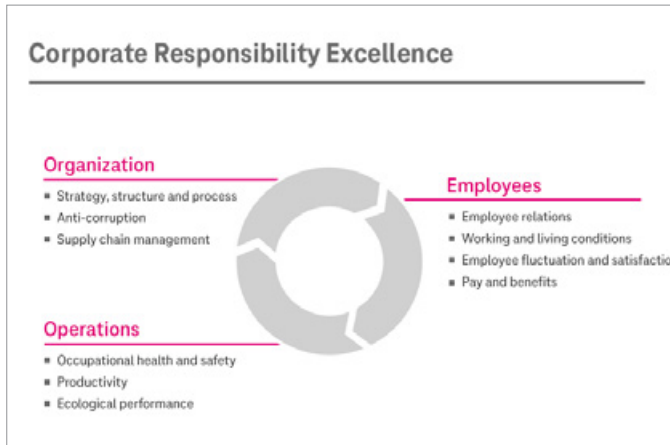 Corporate Responsibility Excellence
Organization
▪ Strategy, structure and process
▪ Anti-corruption
▪ Supply chain management
Employees
▪ Employee relations
▪ Working and living conditions
▪ Employee fluctuation and satisfactio
▪ Pay and benefits
Operations
▪ Occupational health and safety
▪ Productivity
▪ Ecological performance